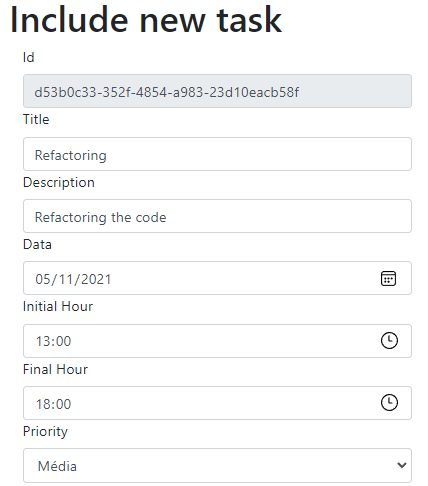 Include new task
Id
d53b0c33-352f-4854-a983-23d10eacb58f
Title
Refactoring
Description
Refactoring the code
Data
05/11/2021
Initial Hour
13:00
Final Hour
18:00
Priority
Média